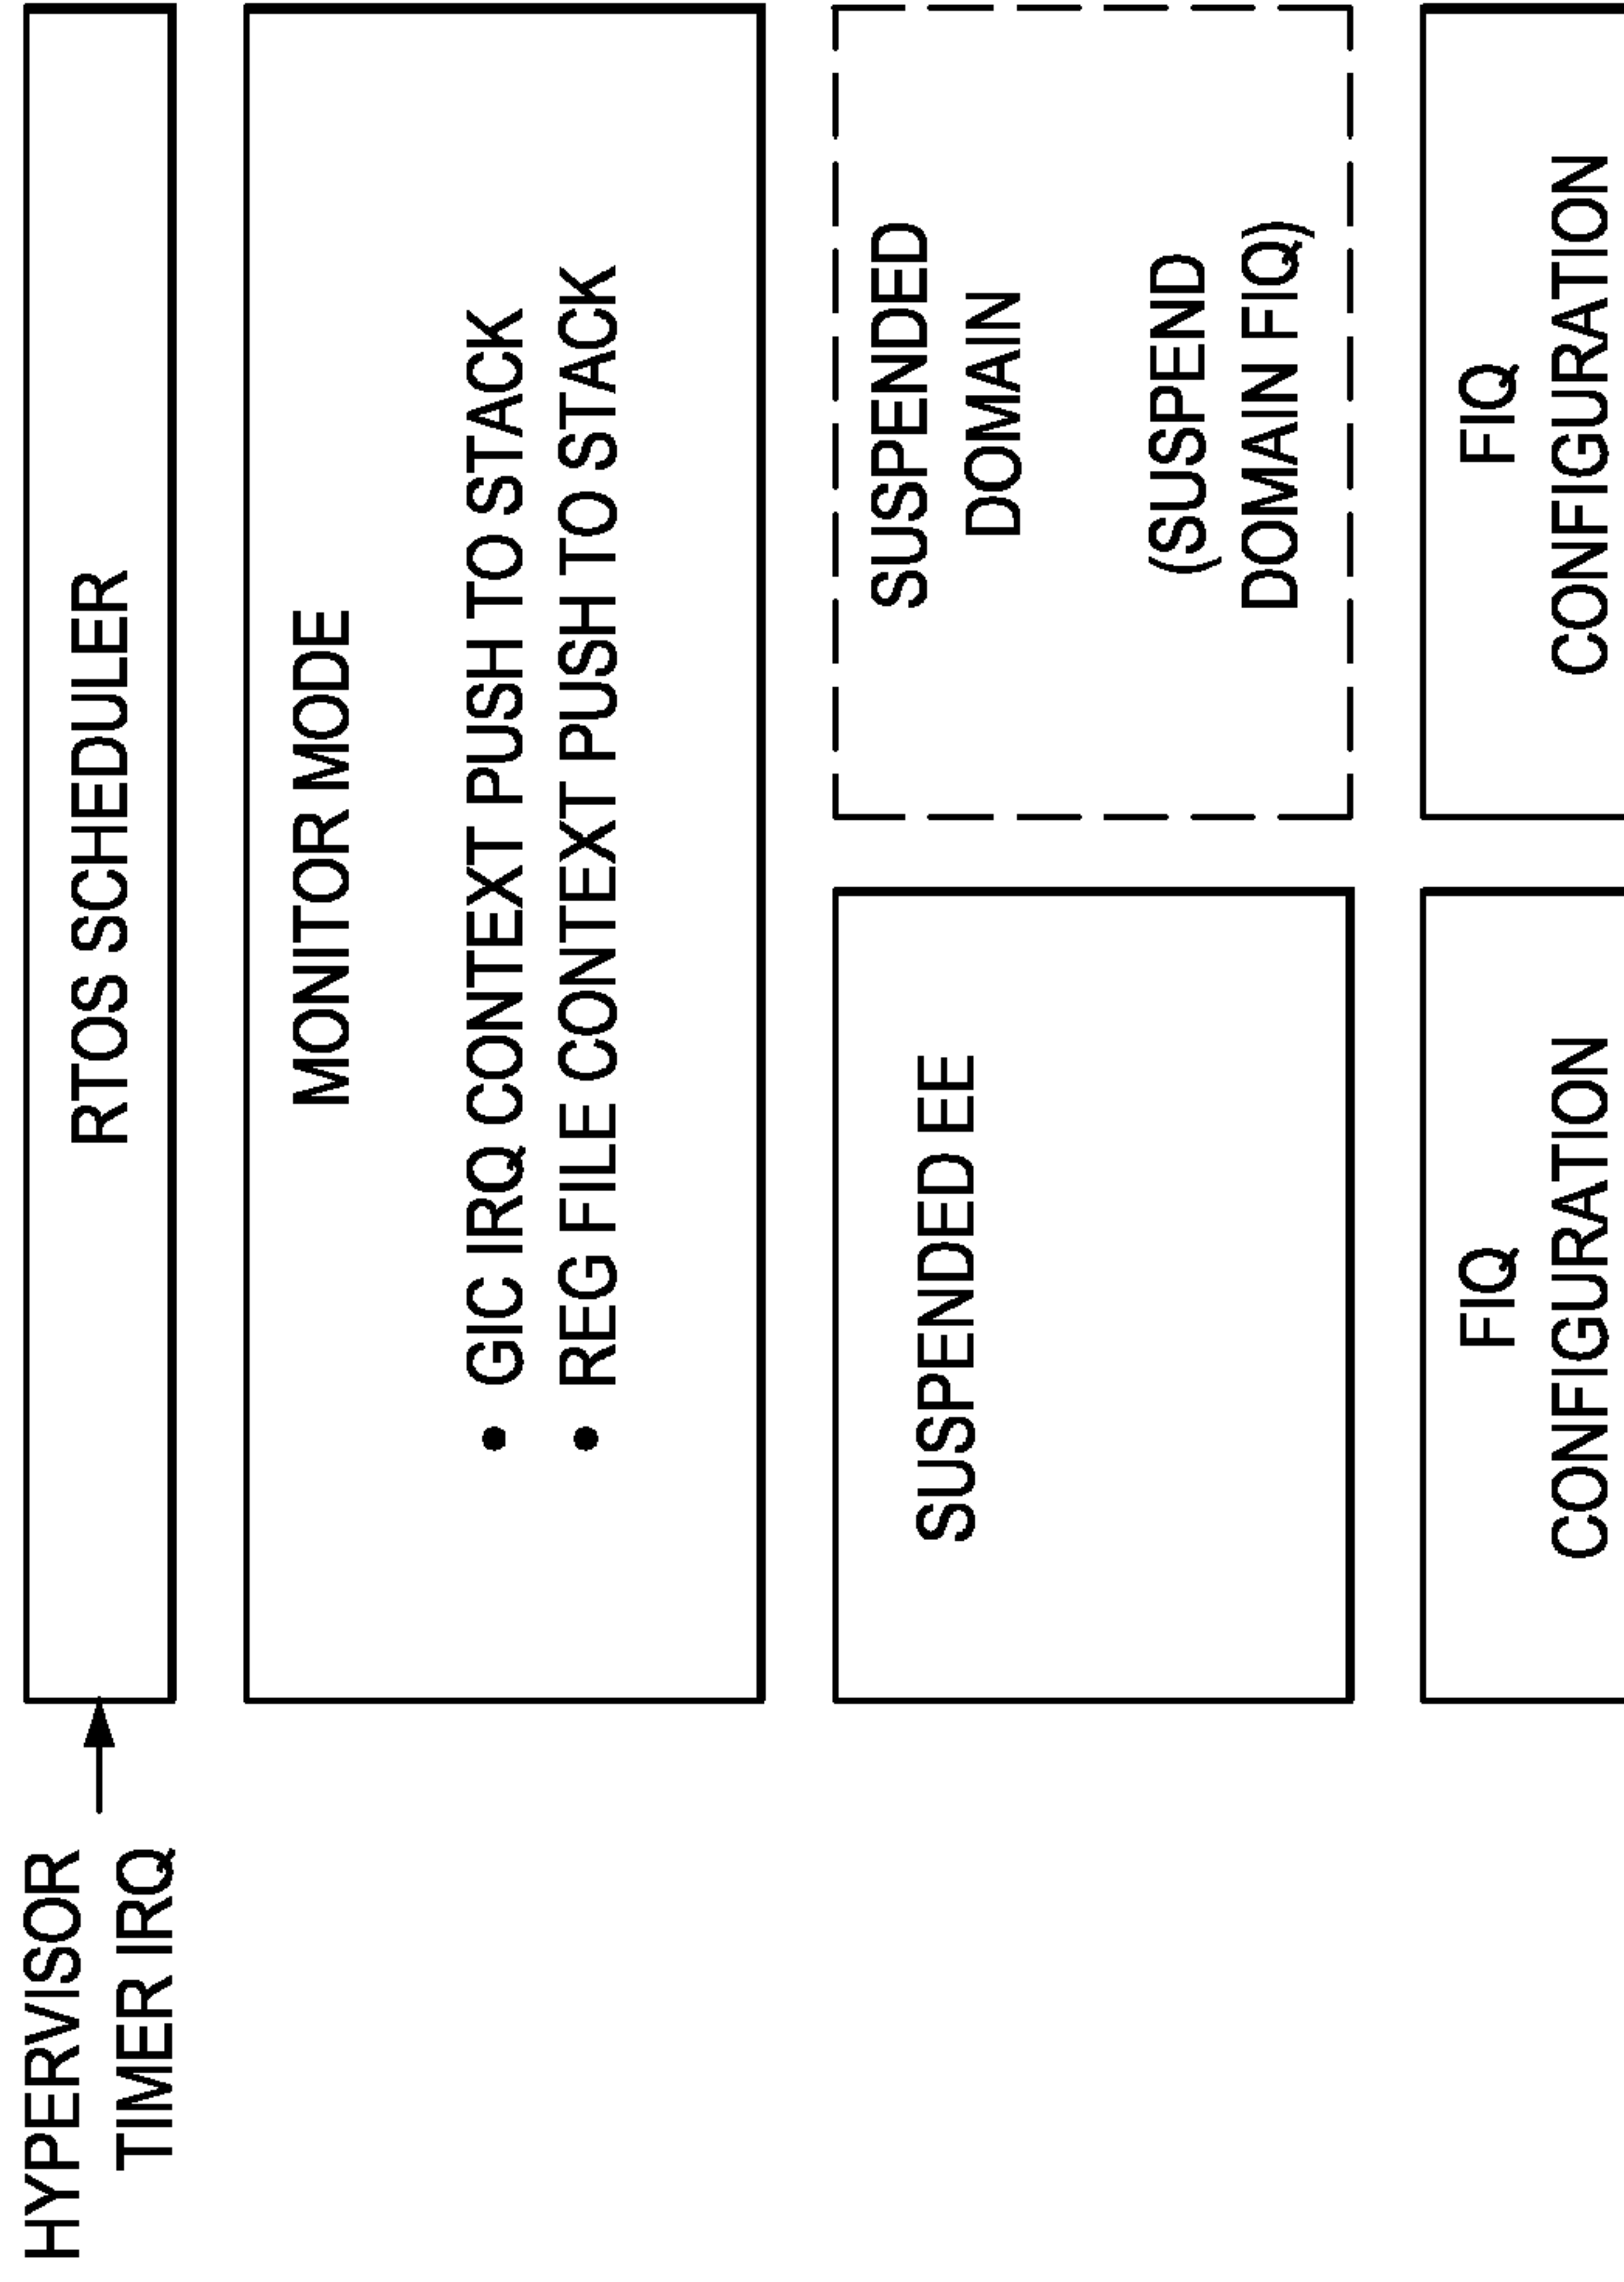 HYPERVISOR
TIMER IRQ
RTOS SCHEDULER
MONITOR MODE
• GIC IRQ CONTEXT PUSH TO STACK
• REG FILE CONTEXT PUSH TO STACK
SUSPENDED EE
SUSPENDED
DOMAIN
(SUSPEND
DOMAIN FIQ)
FIQ
CONFIGURATION
FIQ
CONFIGURATION